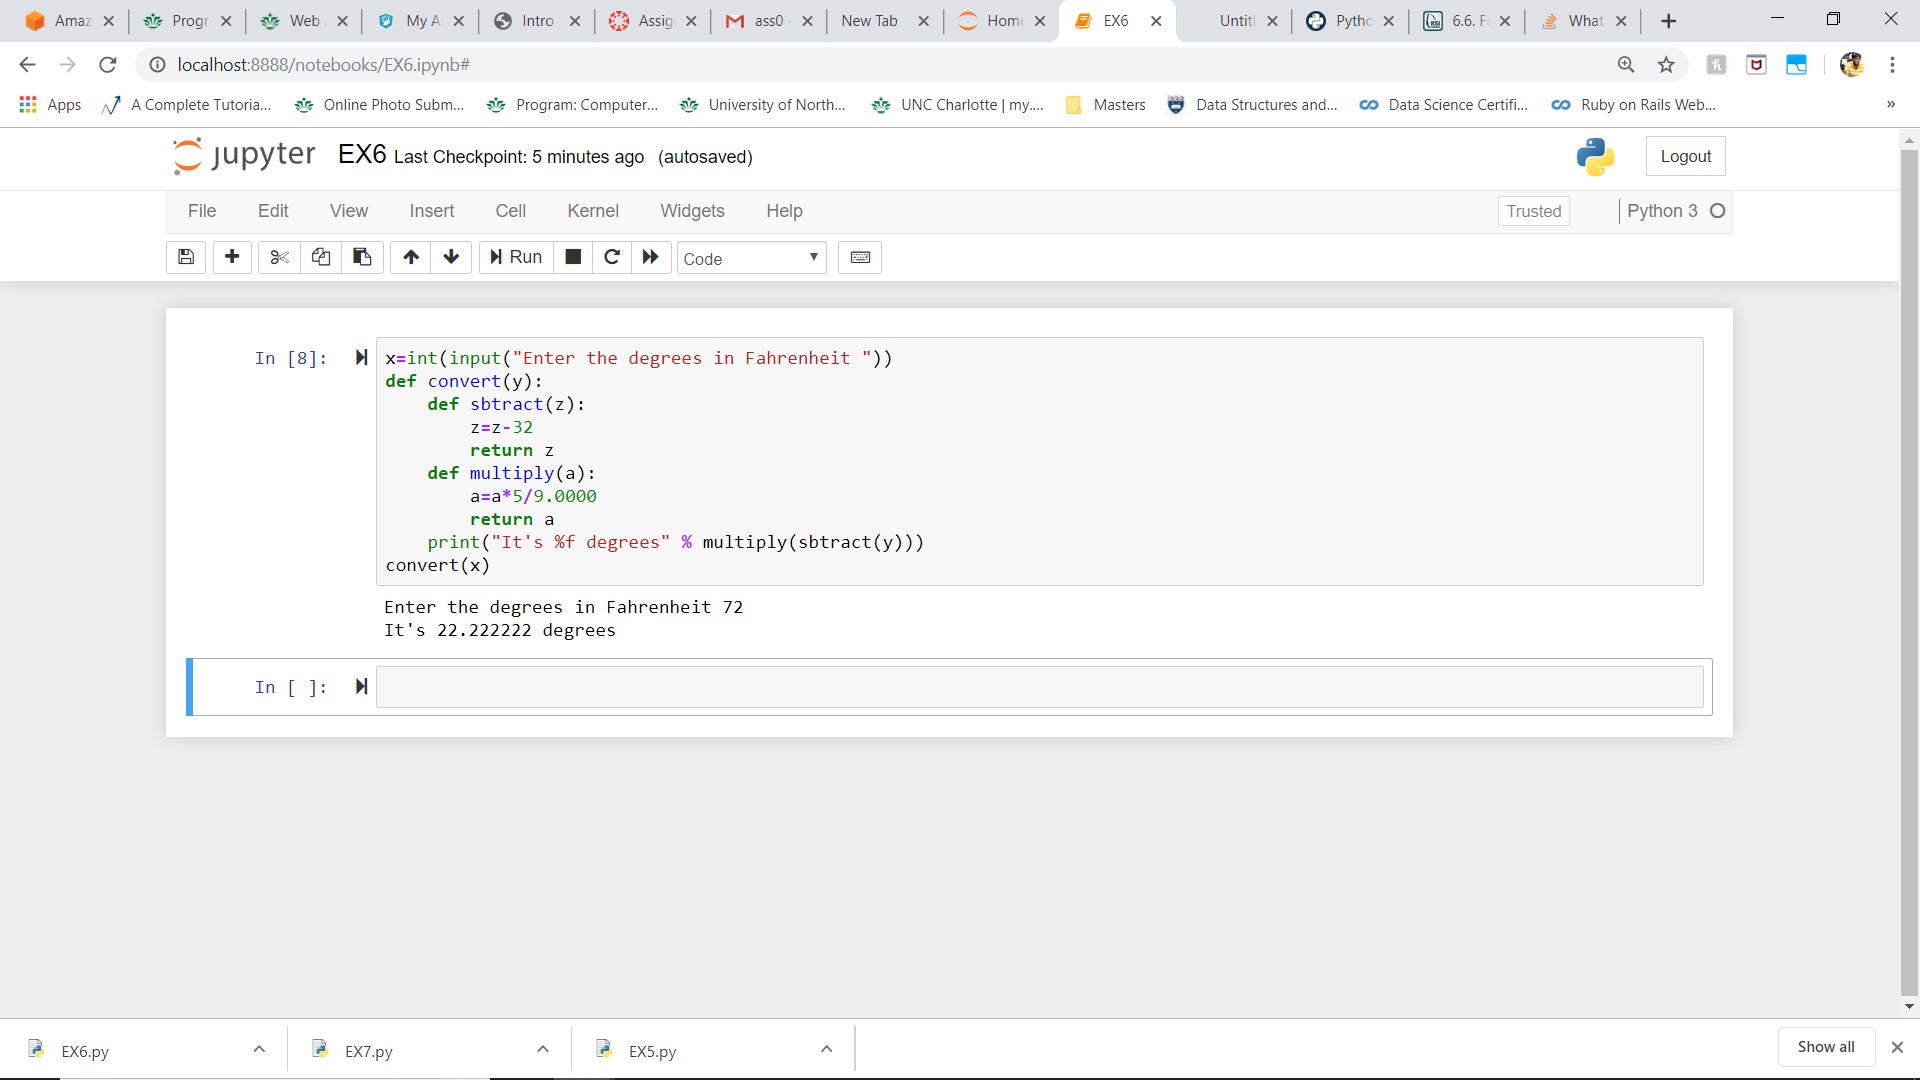 Amaz
Progr
Web
My A
Intro
Assig
ass0 -
New Tab
Home
EX6
Untitl
Pytho
6.6. F
What
localhost:8888/notebooks/EX6.ipynb#
Apps
A Complete Tutoria...
Online Photo Subm...
Program: Computer...
University of North...
UNC Charlotte | my....
Masters
Data Structures and...
Data Science Certifi...
Ruby on Rails Web...
»
jupyter EX6 Last Checkpoint: 5 minutes ago (autosaved)
Logout
File Edit View Insert Cell Kernel Widgets Help
Trusted
Python 3
Run
Code
In [8]:
x=int(input("Enter the degrees in Fahrenheit "))
def convert(y):
    def sbtract(z):
        z=z-32
        return z
    def multiply(a):
        a=a*5/9.0000
        return a
    print("It's %f degrees" % multiply(sbtract(y)))
convert(x)
Enter the degrees in Fahrenheit 72
It's 22.222222 degrees
In [ ]:
EX6.py
EX7.py
EX5.py
Show all